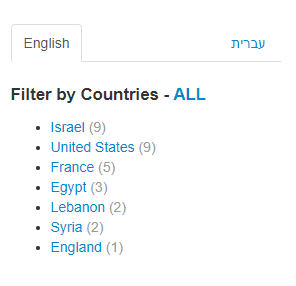 English
עברית
Filter by Countries - ALL
Israel (9)
United States (9)
France (5)
Egypt (3)
Lebanon (2)
Syria (2)
England (1)